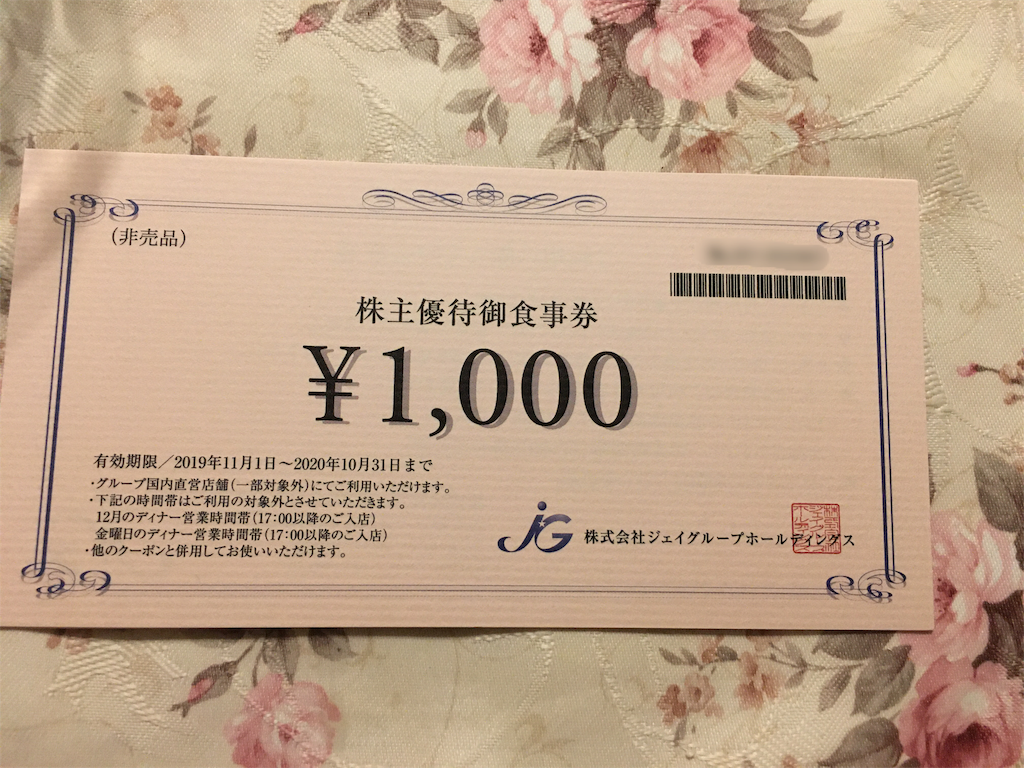 （非売品）
株主優待御食事券
¥1,000
有効期限／2019年11月1日～2020年10月31日まで
・グループ国内直営店舗（一部対象外）にてご利用いただけます。
・下記の時間帯はご利用の対象外とさせていただきます。
12月のディナー営業時間帯（17：00以降のご入店）
金曜日のディナー営業時間帯（17：00以降のご入店）
・他のクーポンと併用してお使いいただけます。
JG 株式会社ジェイグループホールディングス